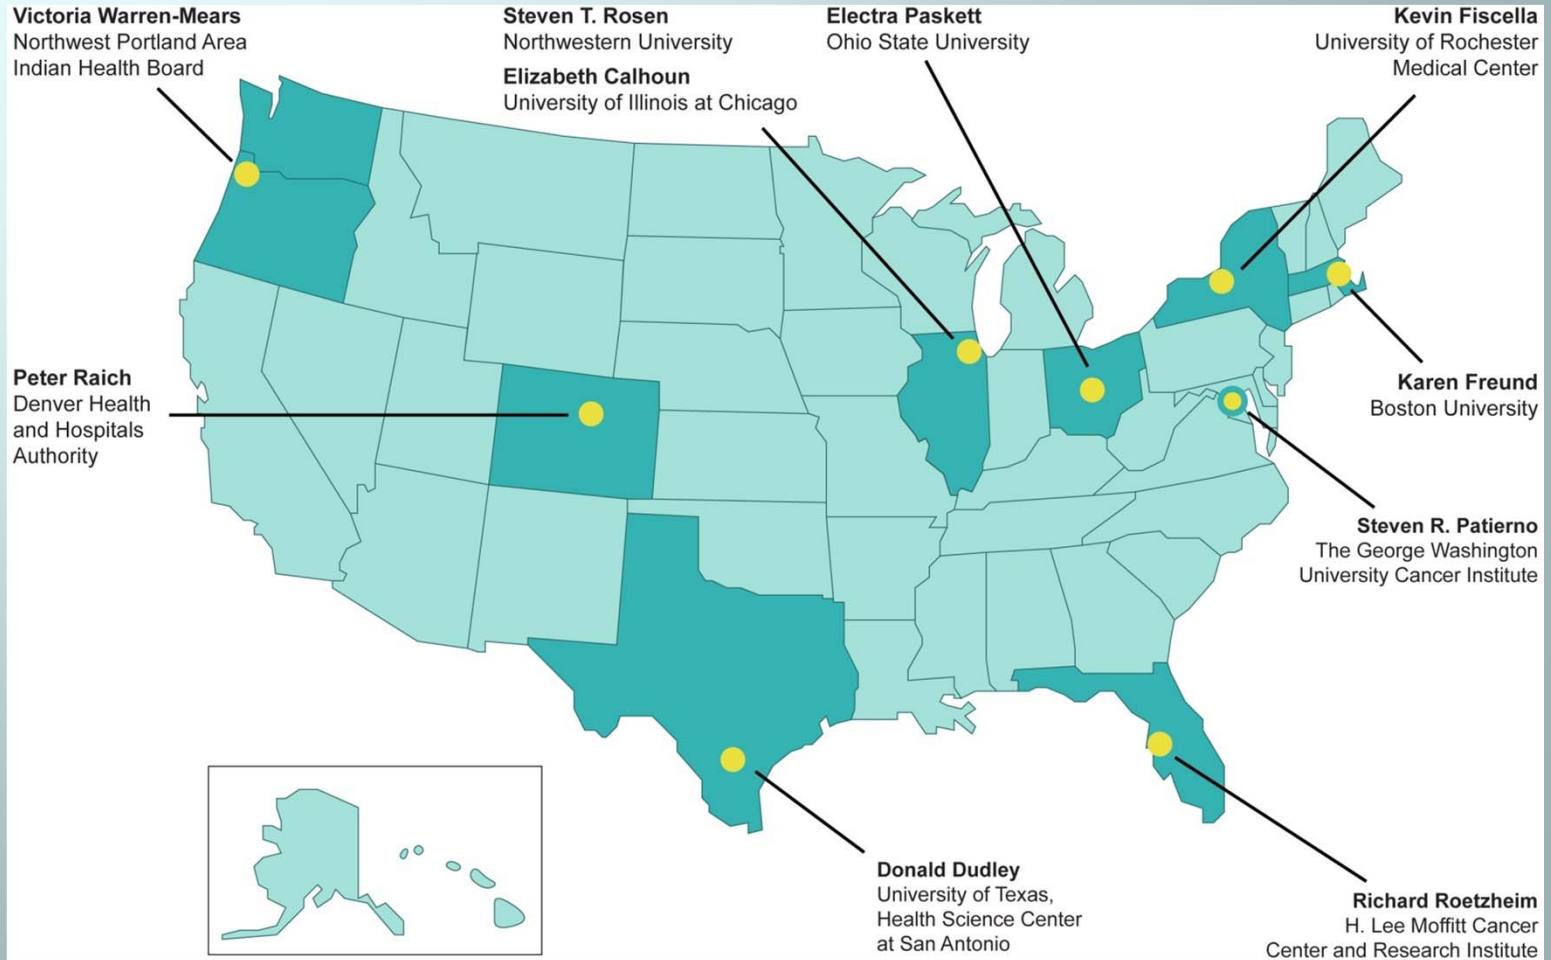 Victoria Warren-Mears
Northwest Portland Area
Indian Health Board
Steven T. Rosen
Northwestern University
Elizabeth Calhoun
University of Illinois at Chicago
Electra Paskett
Ohio State University
Kevin Fiscella
University of Rochester
Medical Center
Peter Raich
Denver Health
and Hospitals
Authority
Karen Freund
Boston University
Steven R. Patierno
The George Washington
University Cancer Institute
Donald Dudley
University of Texas,
Health Science Center
at San Antonio
Richard Roetzheim
H. Lee Moffitt Cancer
Center and Research Institute